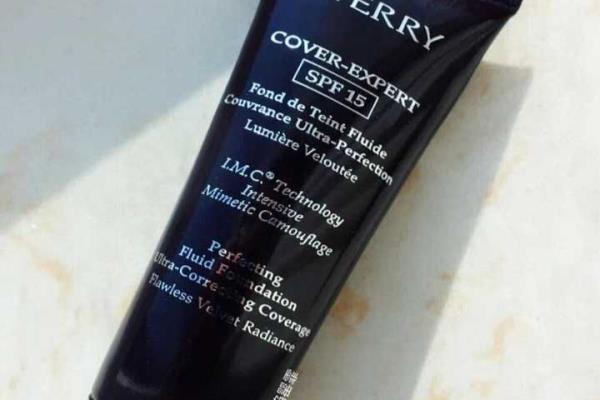 TERRY
COVER-EXPERT
SPF 15
Fond de Teint Fluide
Couvrance Ultra-Perfection
Lumière Veloutée
I.M.C.® Technology
Intensive
Mimetic Camouflage
Perfecting
Fluid Foundation
Ultra-Correcting Coverage
Flawless Velvet Radiance